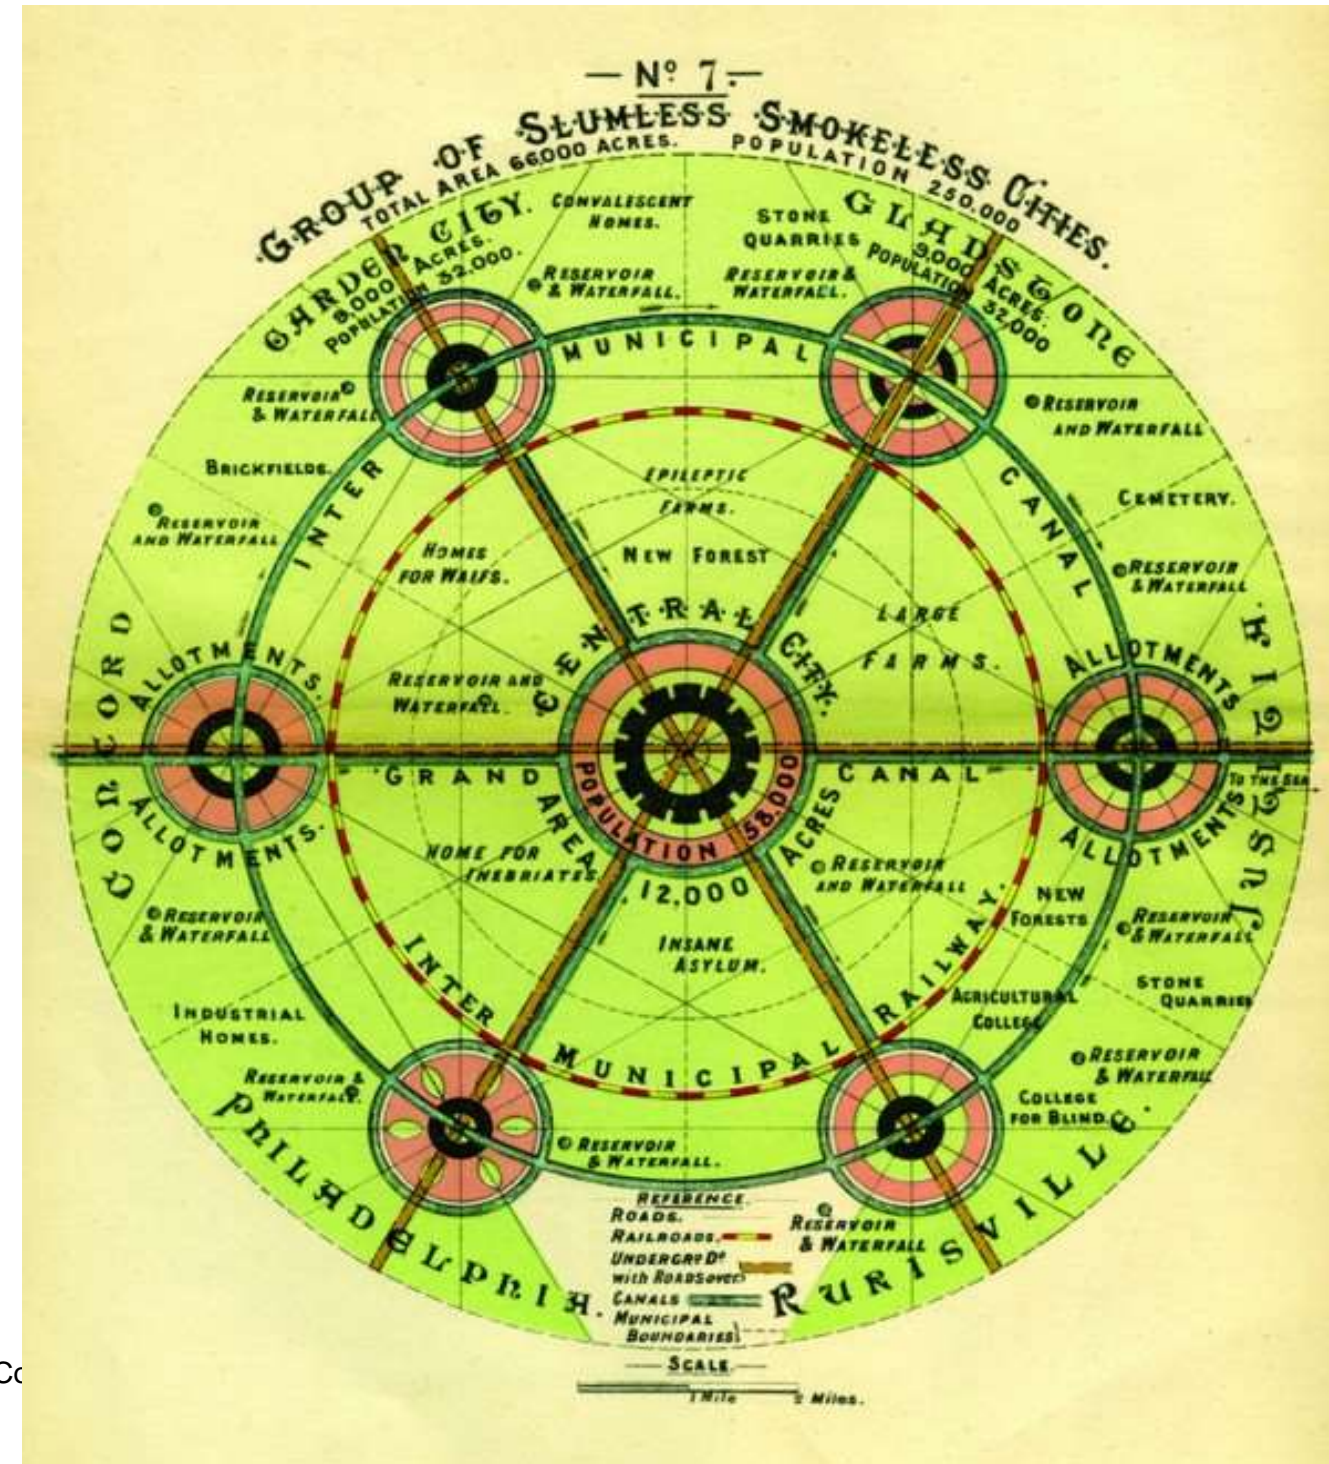 — Nº 7. —
GROUP OF SLUMLESS SMOKELESS CITIES.
TOTAL AREA 66000 ACRES. POPULATION 250.000
GARDEN CITY.
9,000 ACRES.
POPULATION 32,000.
CONVALESCENT
HOMES.
STONE
QUARRIES
GLADSTONE
9,000 ACRES.
POPULATION 32,000
RESERVOIR
& WATERFALL.
RESERVOIR &
WATERFALL.
INTER MUNICIPAL CANAL
RESERVOIR
& WATERFALL
RESERVOIR
AND WATERFALL
BRICKFIELDS.
EPILEPTIC
FARMS.
CEMETERY.
RESERVOIR
AND WATERFALL
HOMES
FOR WAIFS.
NEW FOREST
RESERVOIR
& WATERFALL
LARGE
FARMS.
CONCORD
ALLOTMENTS.
RESERVOIR AND
WATERFALL.
CENTRAL CITY.
ALLOTMENTS
GRAND CANAL
TO THE SEA
AREA 12,000 ACRES
POPULATION 58,000
ALLOTMENTS.
ALLOTMENTS
HOME FOR
INEBRIATES.
RESERVOIR
AND WATERFALL
NEW
FORESTS
RESERVOIR
& WATERFALL
RESERVOIR
& WATERFALL
INSANE
ASYLUM.
STONE
QUARRIES
INDUSTRIAL
HOMES.
AGRICULTURAL
COLLEGE
INTER MUNICIPAL RAILWAY.
RESERVOIR &
WATERFALL.
RESERVOIR
& WATERFALL
COLLEGE
FOR BLIND.
RESERVOIR
& WATERFALL.
PHILADELPHIA.
RURISVILLE.
RESERVOIR
& WATERFALL
REFERENCE.
ROADS.
RAILROADS.
UNDERGRD Dº
with ROADS over
CANALS
MUNICIPAL
BOUNDARIES
SCALE.
1 Mile 2 Miles.
Co